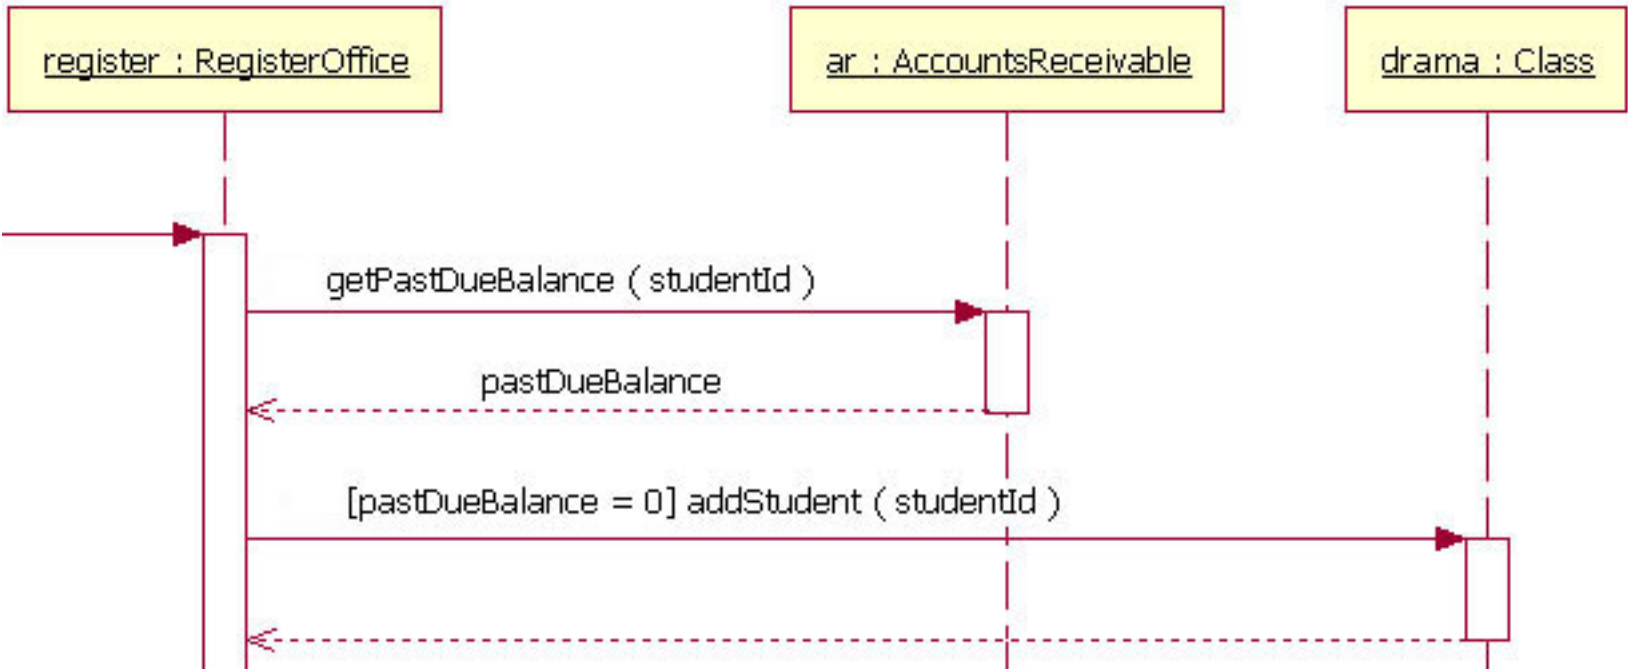 register : RegisterOffice
ar : AccountsReceivable
drama : Class
getPastDueBalance ( studentId )
pastDueBalance
[pastDueBalance = 0] addStudent ( studentId )